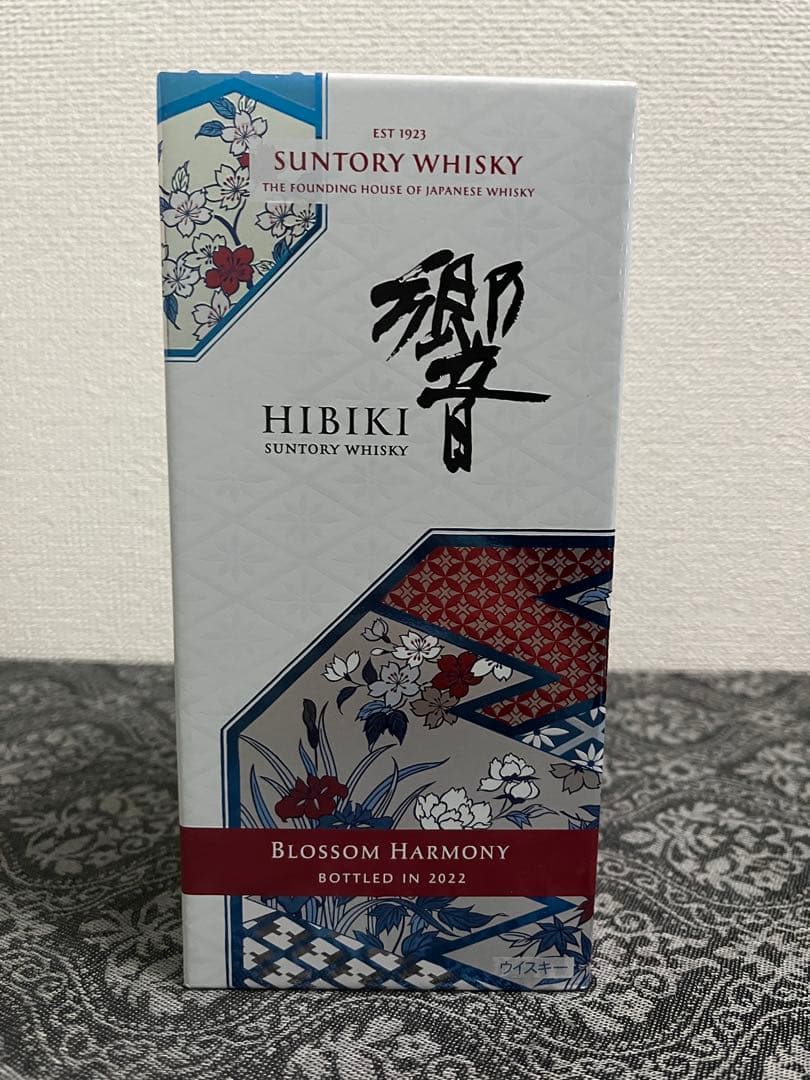 EST 1923
SUNTORY WHISKY
THE FOUNDING HOUSE OF JAPANESE WHISKY
響
HIBIKI
SUNTORY WHISKY
BLOSSOM HARMONY
BOTTLED IN 2022
ウイスキー